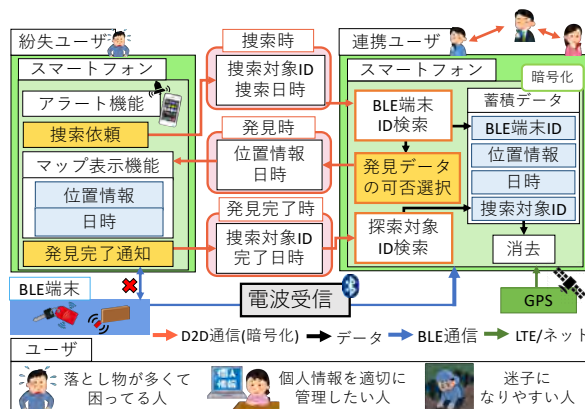 紛失ユーザ
スマートフォン
アラート機能
捜索依頼
マップ表示機能
位置情報
日時
発見完了通知
捜索時
捜索対象ID
捜索日時
発見時
位置情報
日時
発見完了時
捜索対象ID
完了日時
連携ユーザ
スマートフォン
暗号化
BLE端末
ID検索
発見データ
の可否選択
探索対象
ID検索
蓄積データ
BLE端末ID
位置情報
日時
捜索対象ID
消去
BLE端末
電波受信
GPS
D2D通信(暗号化)
データ
BLE通信
LTE/ネット
ユーザ
落とし物が多くて
困ってる人
個人
情報
個人情報を適切に
管理したい人
迷子に
なりやすい人